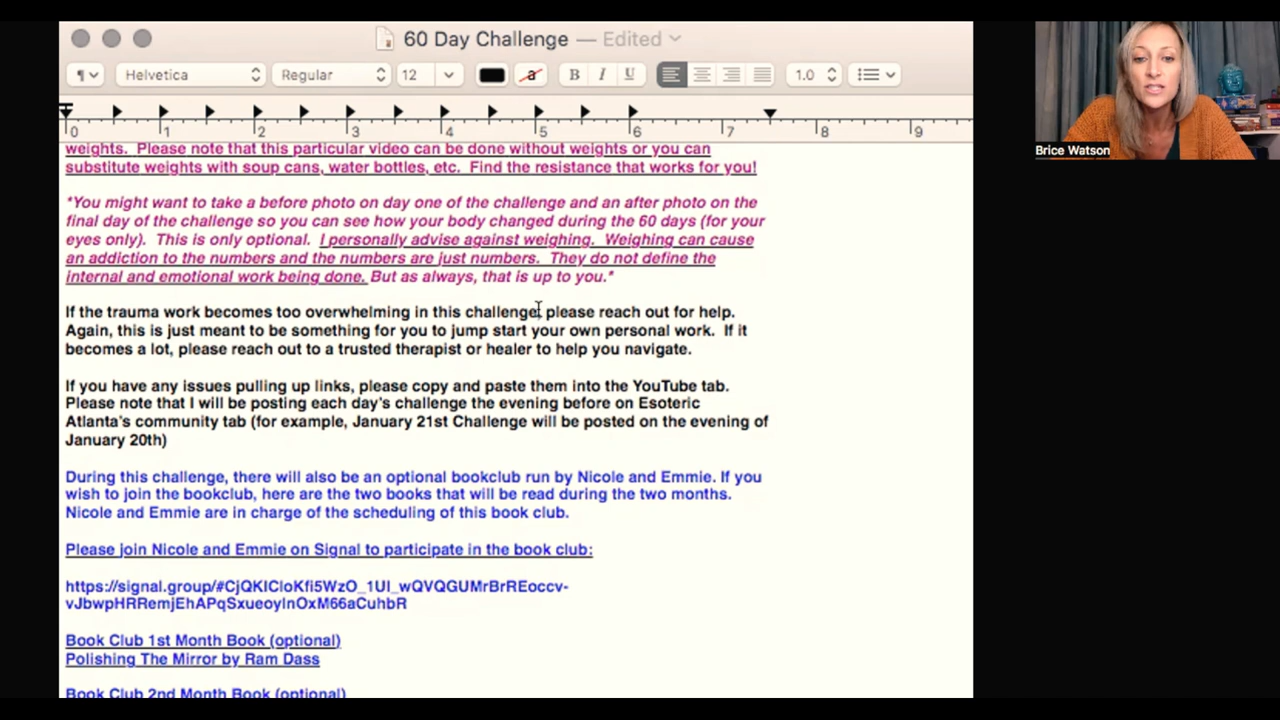 60 Day Challenge — Edited
¶ Helvetica Regular 12 a B I U 1.0
0 1 2 3 4 5 6 7 8 9
weights. Please note that this particular video can be done without weights or you can
substitute weights with soup cans, water bottles, etc. Find the resistance that works for you!
*You might want to take a before photo on day one of the challenge and an after photo on the
final day of the challenge so you can see how your body changed during the 60 days (for your
eyes only). This is only optional. I personally advise against weighing. Weighing can cause
an addiction to the numbers and the numbers are just numbers. They do not define the
internal and emotional work being done. But as always, that is up to you.*
If the trauma work becomes too overwhelming in this challenge, please reach out for help.
Again, this is just meant to be something for you to jump start your own personal work. If it
becomes a lot, please reach out to a trusted therapist or healer to help you navigate.
If you have any issues pulling up links, please copy and paste them into the YouTube tab.
Please note that I will be posting each day's challenge the evening before on Esoteric
Atlanta's community tab (for example, January 21st Challenge will be posted on the evening of
January 20th)
During this challenge, there will also be an optional bookclub run by Nicole and Emmie. If you
wish to join the bookclub, here are the two books that will be read during the two months.
Nicole and Emmie are in charge of the scheduling of this book club.
Please join Nicole and Emmie on Signal to participate in the book club:
https://signal.group/#CjQKICloKfi5WzO_1UI_wQVQGUMrBrREoccv-
vJbwpHRRemjEhAPqSxueoyInOxM66aCuhbR
Book Club 1st Month Book (optional)
Polishing The Mirror by Ram Dass
Book Club 2nd Month Book (optional)
Brice Watson